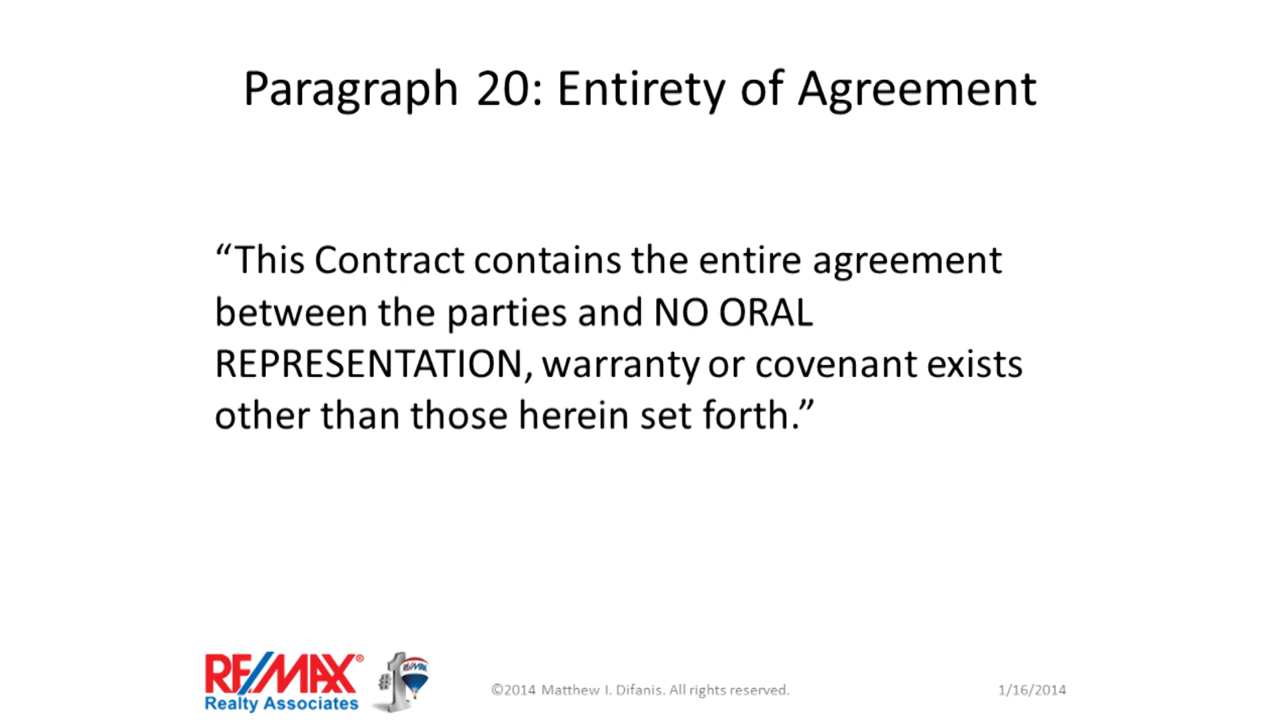 Paragraph 20: Entirety of Agreement
“This Contract contains the entire agreement
between the parties and NO ORAL
REPRESENTATION, warranty or covenant exists
other than those herein set forth.”
RE/MAX®
Realty Associates
RE/MAX
©2014 Matthew I. Difanis. All rights reserved.
1/16/2014